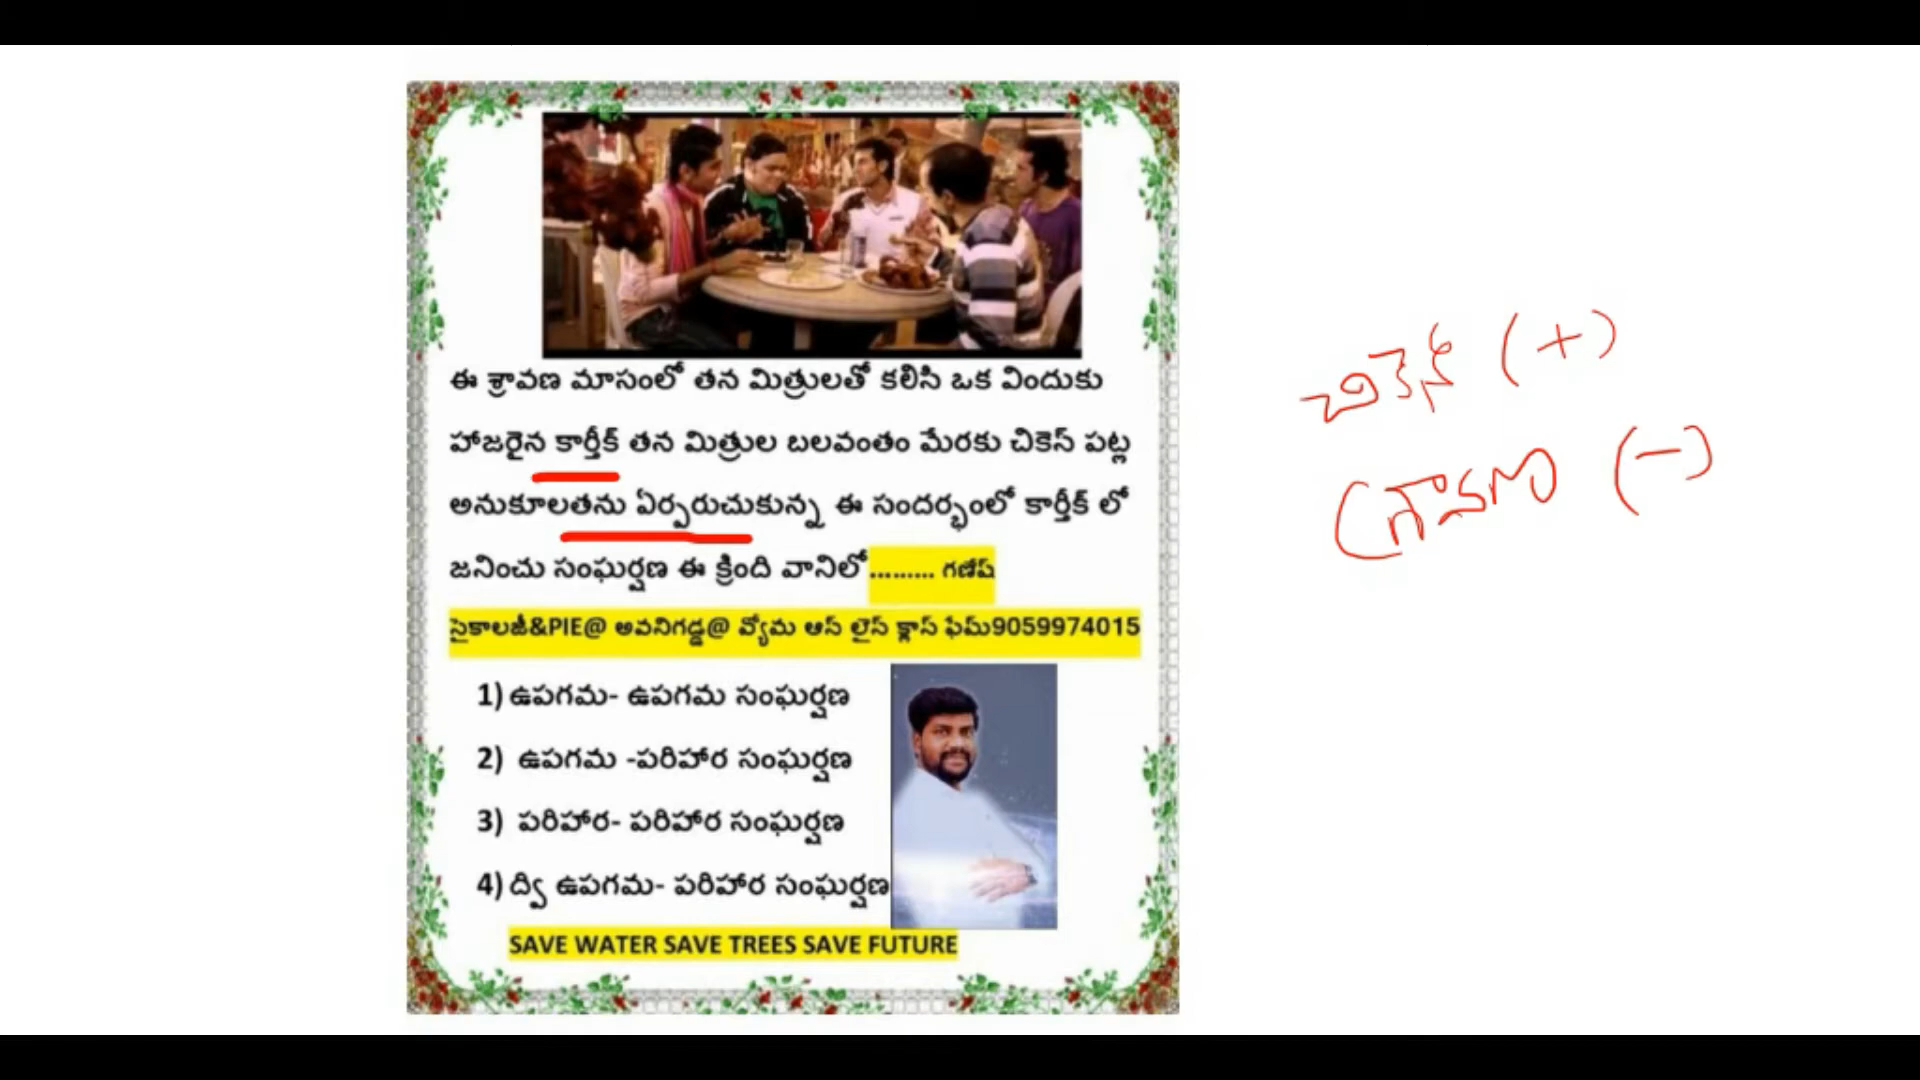 ఈ శ్రావణ మాసంలో తన మిత్రులతో కలిసి ఒక విందుకు
హాజరైన కార్తీక్ తన మిత్రుల బలవంతం మేరకు చికెన్ పట్ల
అనుకూలతను ఏర్పరుచుకున్న ఈ సందర్భంలో కార్తీక్ లో
జనించు సంఘర్షణ ఈ క్రింది వానిలో......... గణేష్
సైకాలజీ&PIE@ అవనిగడ్డ@ వ్యోమ ఆన్ లైన్ క్లాస్ ఫేమ్9059974015
1) ఉపగమ- ఉపగమ సంఘర్షణ
2) ఉపగమ -పరిహార సంఘర్షణ
3) పరిహార- పరిహార సంఘర్షణ
4) ద్వి ఉపగమ- పరిహార సంఘర్షణ
SAVE WATER SAVE TREES SAVE FUTURE
చికెన్ (+)
శ్రావణ (-)